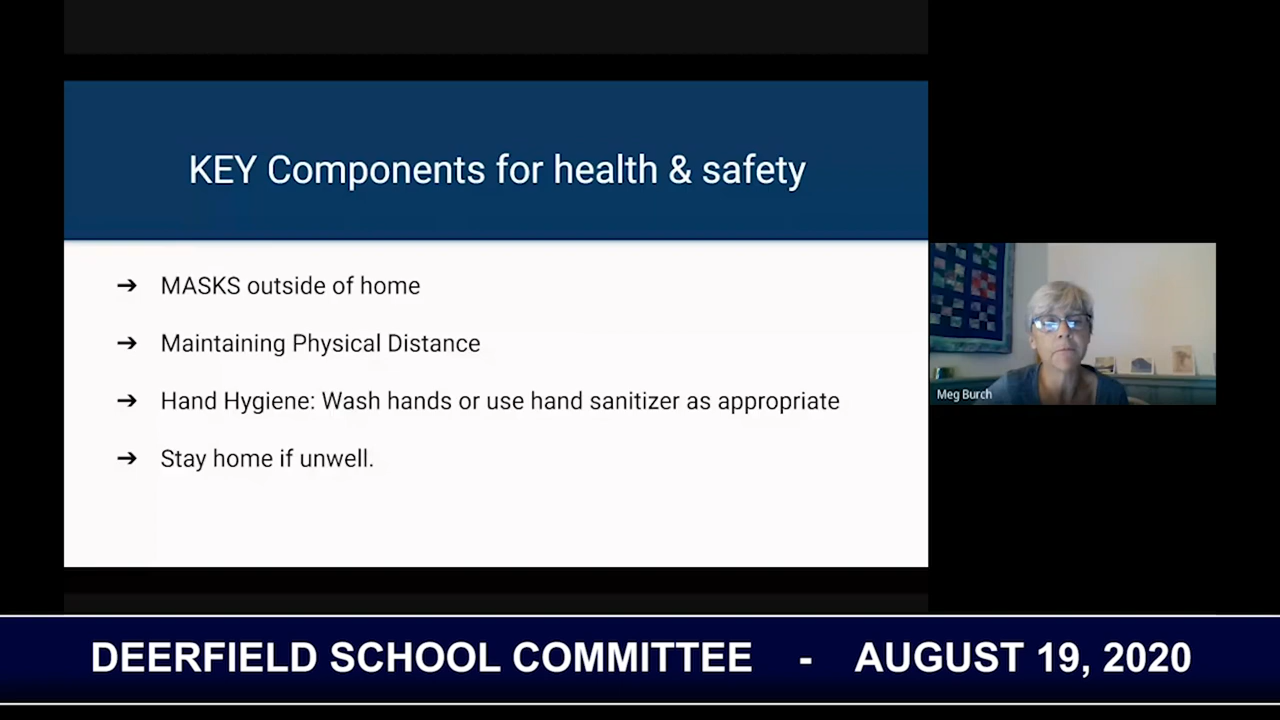 KEY Components for health & safety
➔ MASKS outside of home
➔ Maintaining Physical Distance
➔ Hand Hygiene: Wash hands or use hand sanitizer as appropriate
➔ Stay home if unwell.
Meg Burch
DEERFIELD SCHOOL COMMITTEE - AUGUST 19, 2020